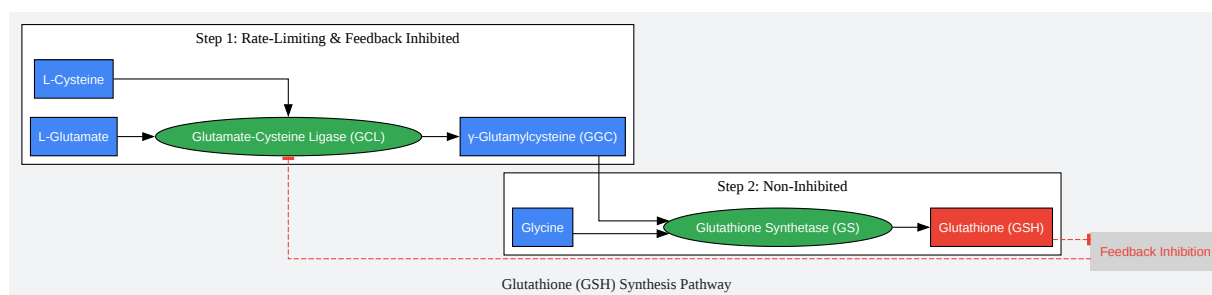 Step 1: Rate-Limiting & Feedback Inhibited
L-Cysteine
L-Glutamate
Glutamate-Cysteine Ligase (GCL)
γ-Glutamylcysteine (GGC)
Step 2: Non-Inhibited
Glycine
Glutathione Synthetase (GS)
Glutathione (GSH)
Feedback Inhibition
Glutathione (GSH) Synthesis Pathway